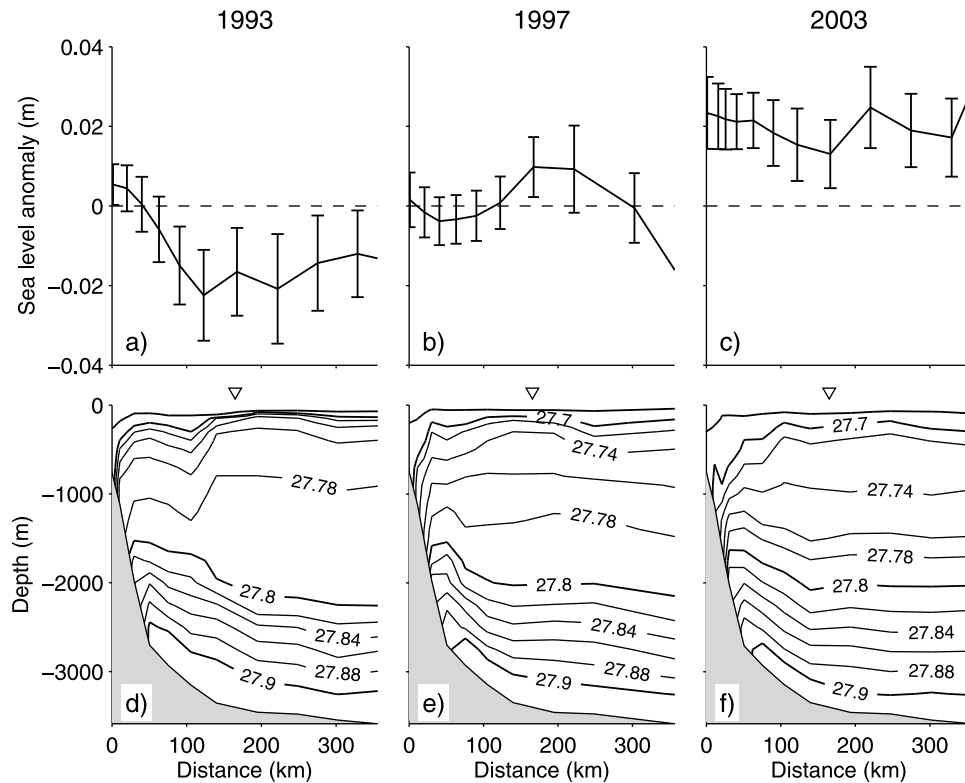 1993
1997
2003
Sea level anomaly (m)
0.04
0.02
0
−0.02
−0.04
a)
b)
c)
Depth (m)
0
−1000
−2000
−3000
27.78
27.8
27.84
27.88
27.9
d)
27.7
27.74
27.78
27.8
27.84
27.88
27.9
e)
27.7
27.74
27.78
27.8
27.84
27.88
27.9
f)
0 100 200 300
0 100 200 300
0 100 200 300
Distance (km)
Distance (km)
Distance (km)